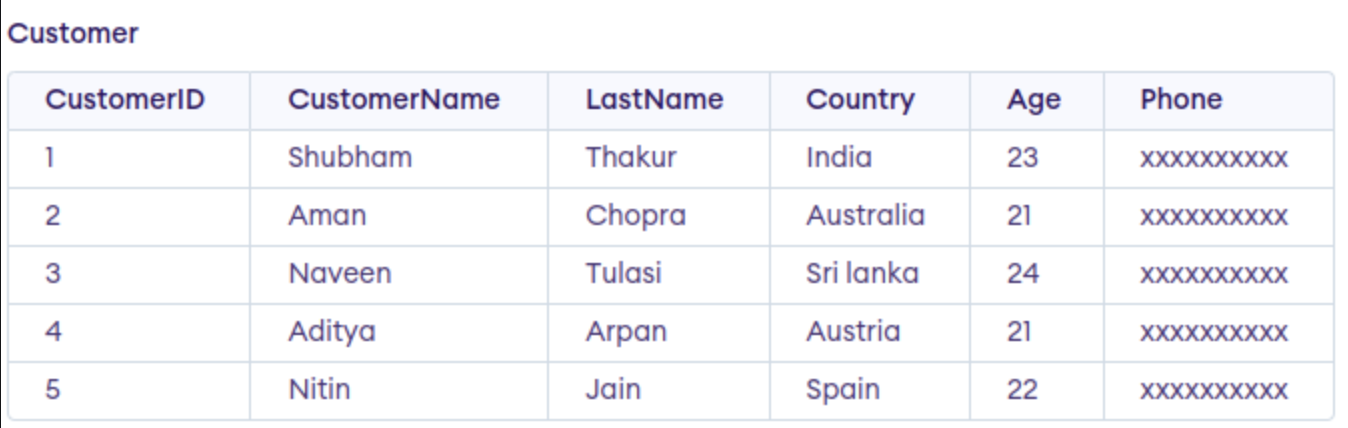 Customer
CustomerID CustomerName LastName Country Age Phone
1 Shubham Thakur India 23 xxxxxxxxxx
2 Aman Chopra Australia 21 xxxxxxxxxx
3 Naveen Tulasi Sri lanka 24 xxxxxxxxxx
4 Aditya Arpan Austria 21 xxxxxxxxxx
5 Nitin Jain Spain 22 xxxxxxxxxx